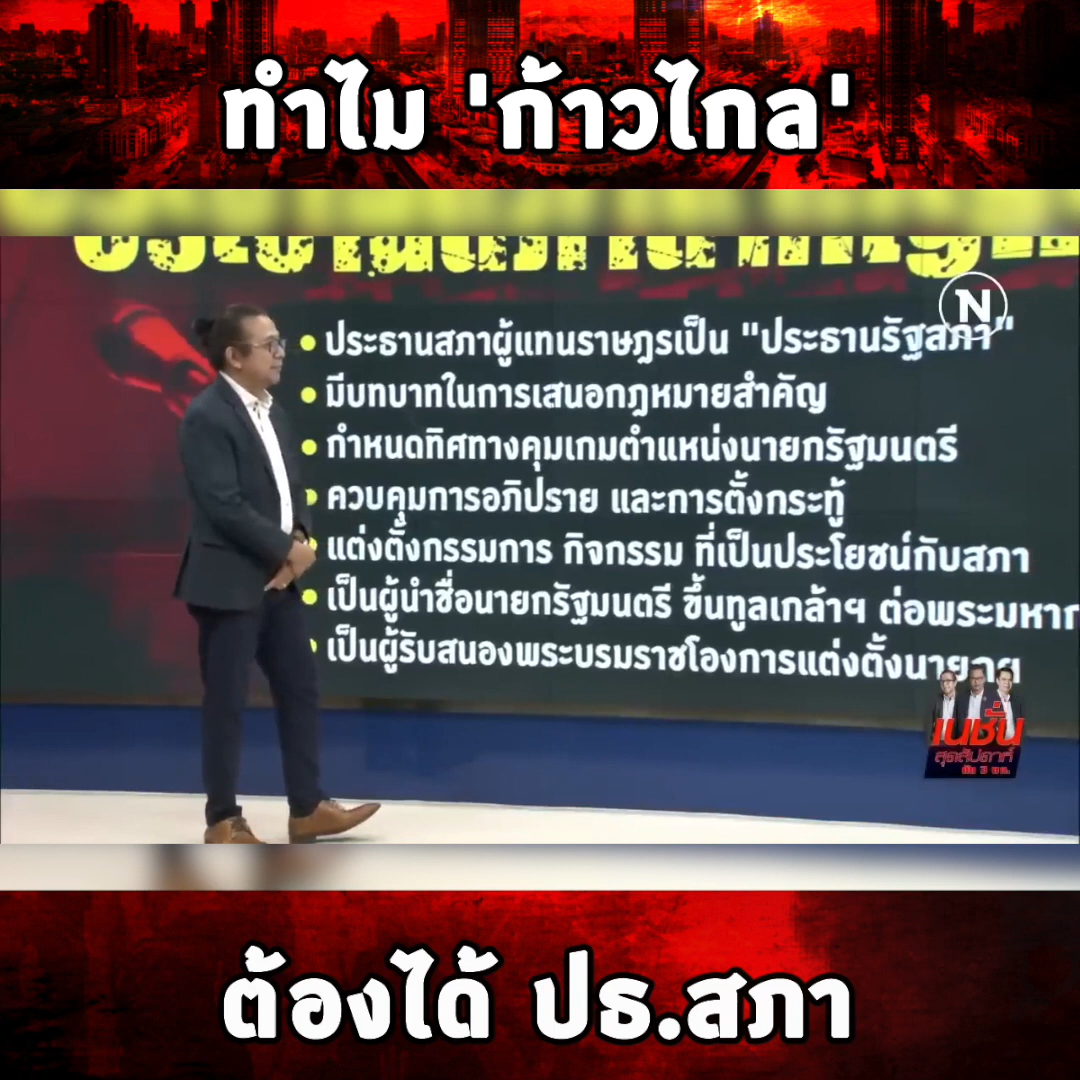 ทำไม 'ก้าวไกล'
N
ประธานสภาผู้แทนราษฎรเป็น "ประธานรัฐสภา"
มีบทบาทในการเสนอกฎหมายสำคัญ
กำหนดทิศทางคุมเกมตำแหน่งนายกรัฐมนตรี
ควบคุมการอภิปราย และการตั้งกระทู้
แต่งตั้งกรรมการ กิจกรรม ที่เป็นประโยชน์กับสภา
เป็นผู้นำชื่อนายกรัฐมนตรี ขึ้นทูลเกล้าฯ ต่อพระมหาก
เป็นผู้รับสนองพระบรมราชโองการแต่งตั้งนายกฯ
เนชั่น
สุดสัปดาห์
กับ 3 บก.
ต้องได้ ปธ.สภา